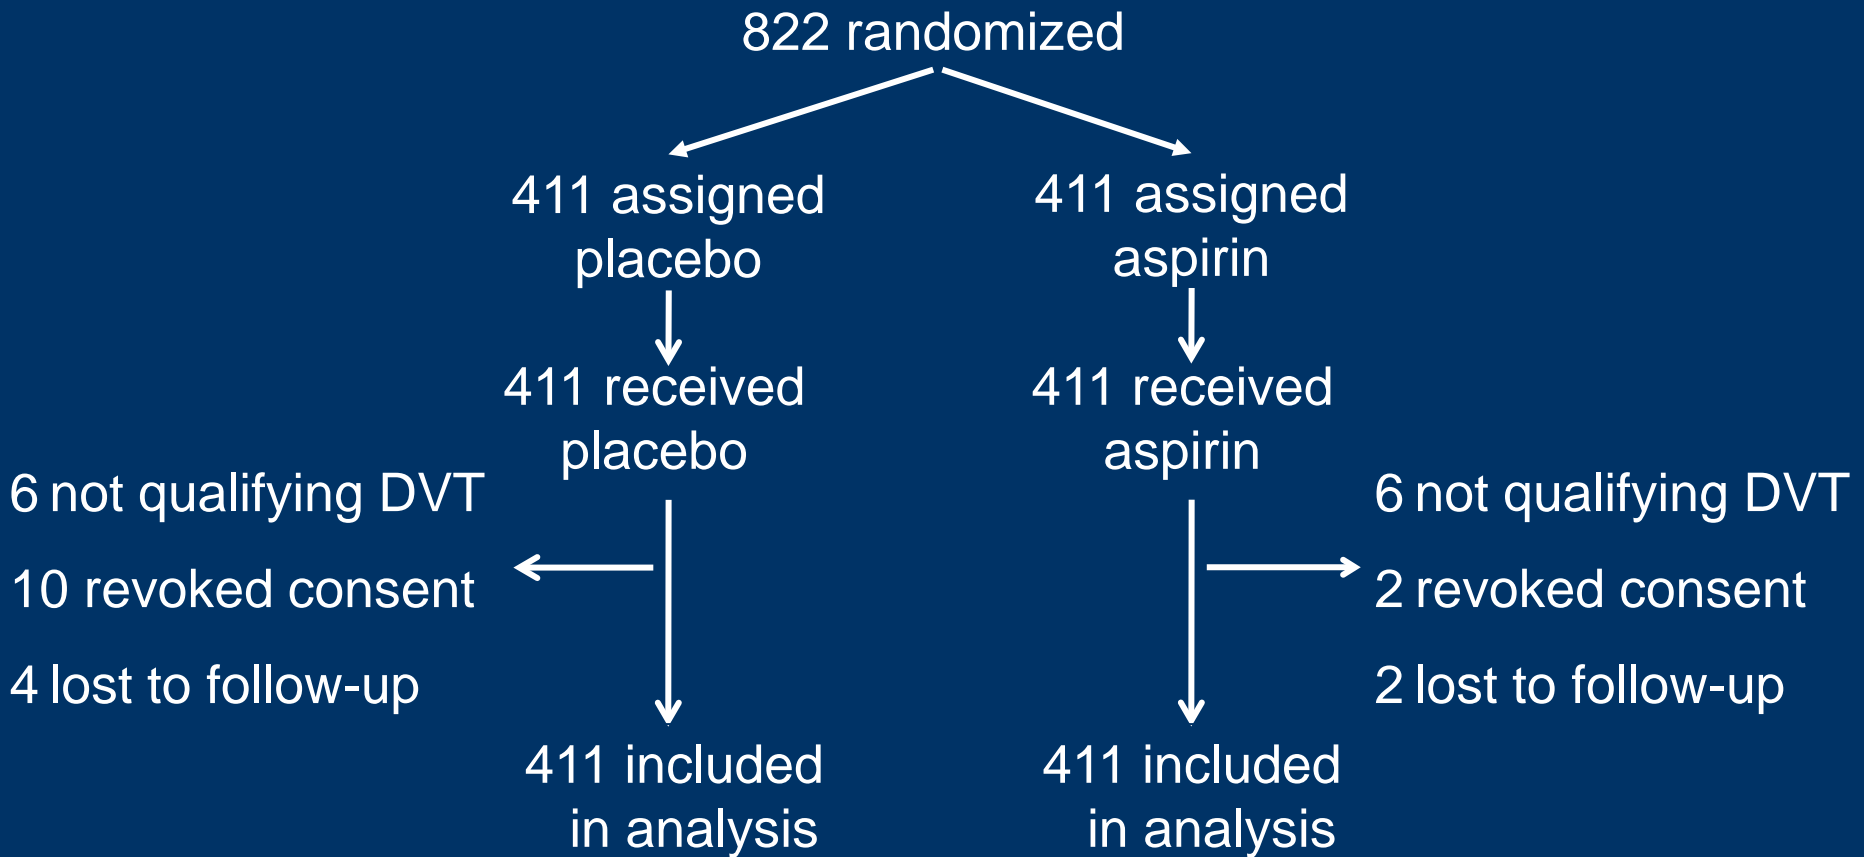 822 randomized
411 assigned
placebo
411 assigned
aspirin
411 received
placebo
411 received
aspirin
6 not qualifying DVT
10 revoked consent
4 lost to follow-up
6 not qualifying DVT
2 revoked consent
2 lost to follow-up
411 included
in analysis
411 included
in analysis